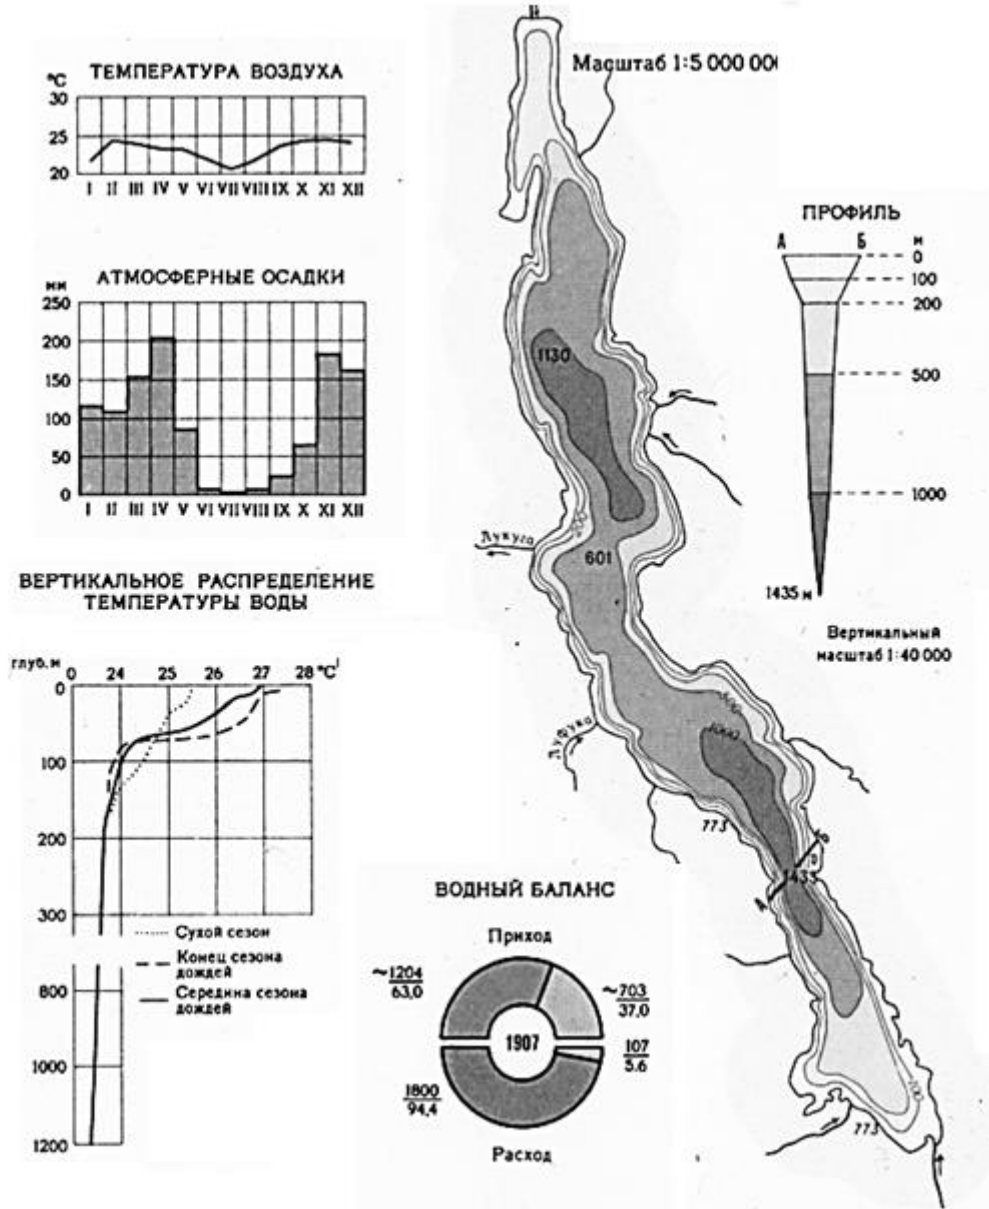 ТЕМПЕРАТУРА ВОЗДУХА
°С
30
25
20
I II III IV V VI VII VIII IX X XI XII
АТМОСФЕРНЫЕ ОСАДКИ
мм
250
200
150
100
50
0
I II III IV V VI VII VIII IX X XI XII
ВЕРТИКАЛЬНОЕ РАСПРЕДЕЛЕНИЕ
ТЕМПЕРАТУРЫ ВОДЫ
глуб. м
0 24 25 26 27 28 °С
0
100
200
300
800
1000
1200
Сухой сезон
Конец сезона
дождей
Середина сезона
дождей
ВОДНЫЙ БАЛАНС
Приход
~1204
63,0
~703
37,0
1907
107
5.6
1800
94,4
Расход
Масштаб 1:5 000 00
1130
Лукуга
601
Луфуко
500
1000
773
А
Б
1435
200
773
ПРОФИЛЬ
А Б м
0
100
200
500
1000
1435 м
Вертикальный
масштаб 1:40 000